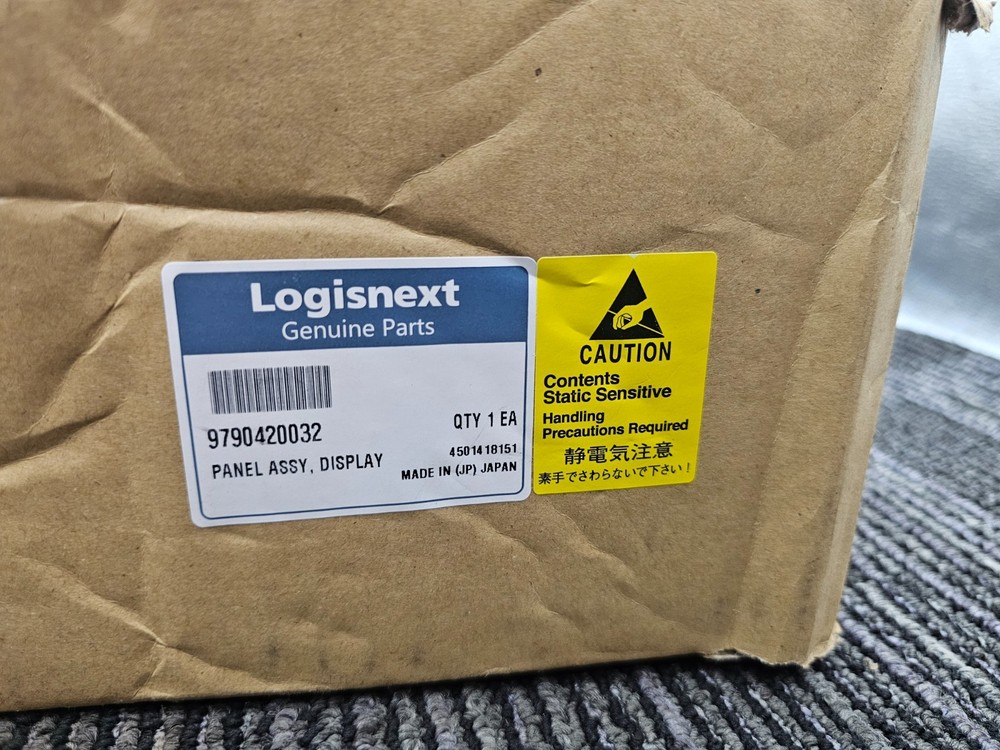 Logisnext
Genuine Parts
9790420032
QTY 1 EA
4501418151
PANEL ASSY, DISPLAY
MADE IN (JP) JAPAN
CAUTION
Contents
Static Sensitive
Handling
Precautions Required
静電気注意
素手でさわらないで下さい!